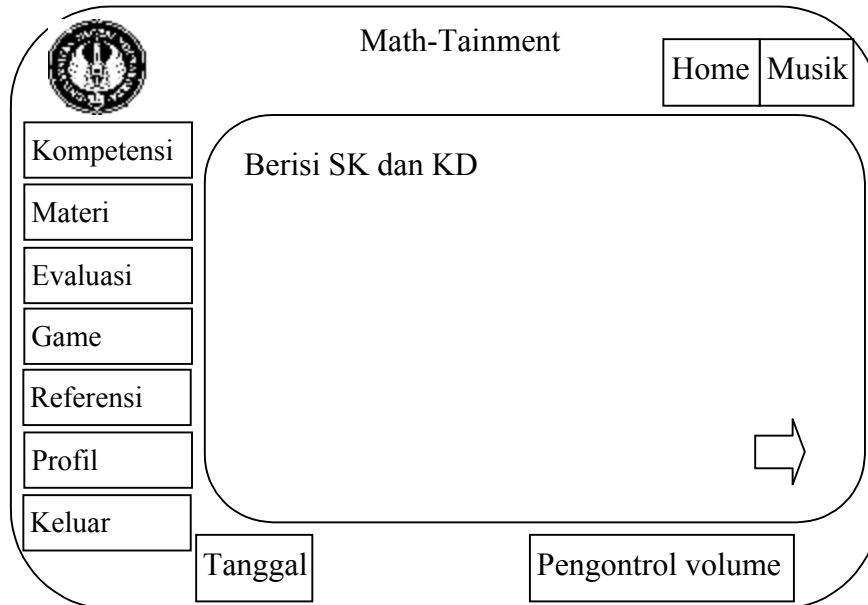 Math-Tainment
Home
Musik
Kompetensi
Materi
Evaluasi
Game
Referensi
Profil
Keluar
Berisi SK dan KD
Tanggal
Pengontrol volume